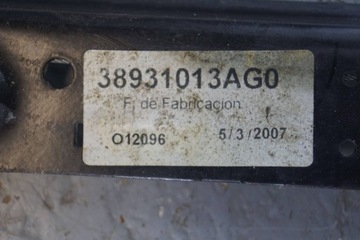 38931013AG0
F. de Fabricacion
O12096 5/3/2007